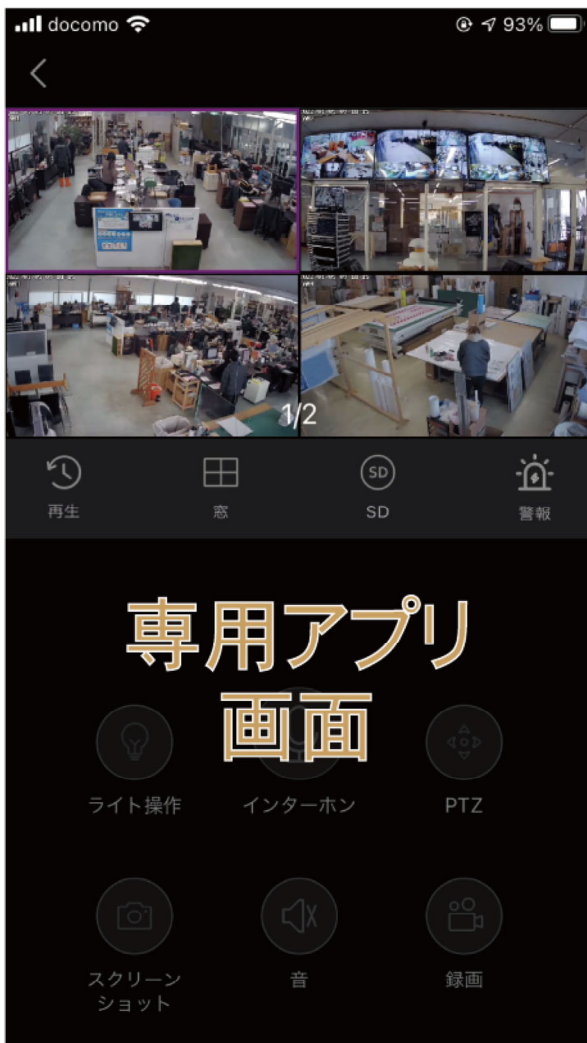 docomo
93%
1/2
再生
窓
SD
SD
警報
専用アプリ
画面
ライト操作
インターホン
PTZ
スクリーン
ショット
音
録画